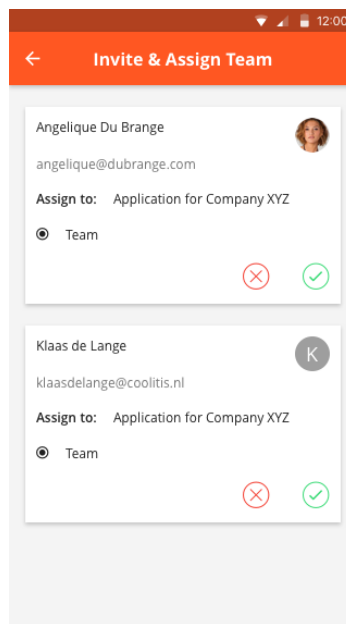 12:00
Invite & Assign Team
Angelique Du Brange
angelique@dubrange.com
Assign to: Application for Company XYZ
Team
Klaas de Lange
K
klaasdelange@coolitis.nl
Assign to: Application for Company XYZ
Team